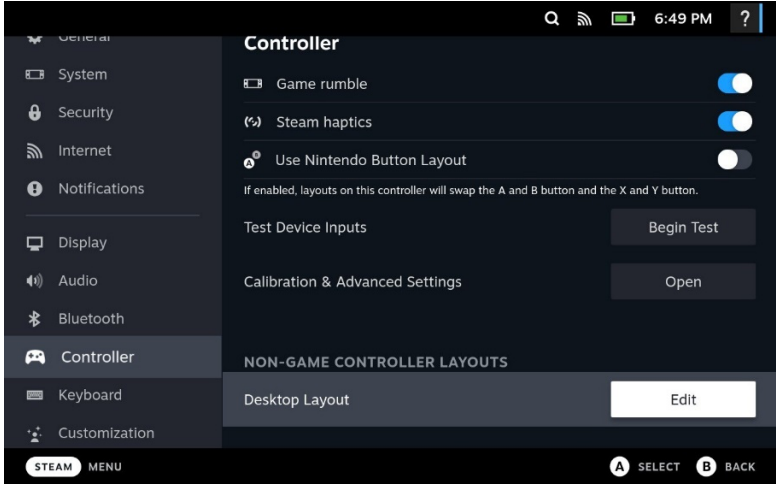 6:49 PM
?
General
System
Security
Internet
Notifications
Display
Audio
Bluetooth
Controller
Keyboard
Customization
Controller
Game rumble
Steam haptics
Use Nintendo Button Layout
If enabled, layouts on this controller will swap the A and B button and the X and Y button.
Test Device Inputs
Begin Test
Calibration & Advanced Settings
Open
NON-GAME CONTROLLER LAYOUTS
Desktop Layout
Edit
STEAM MENU
A SELECT B BACK